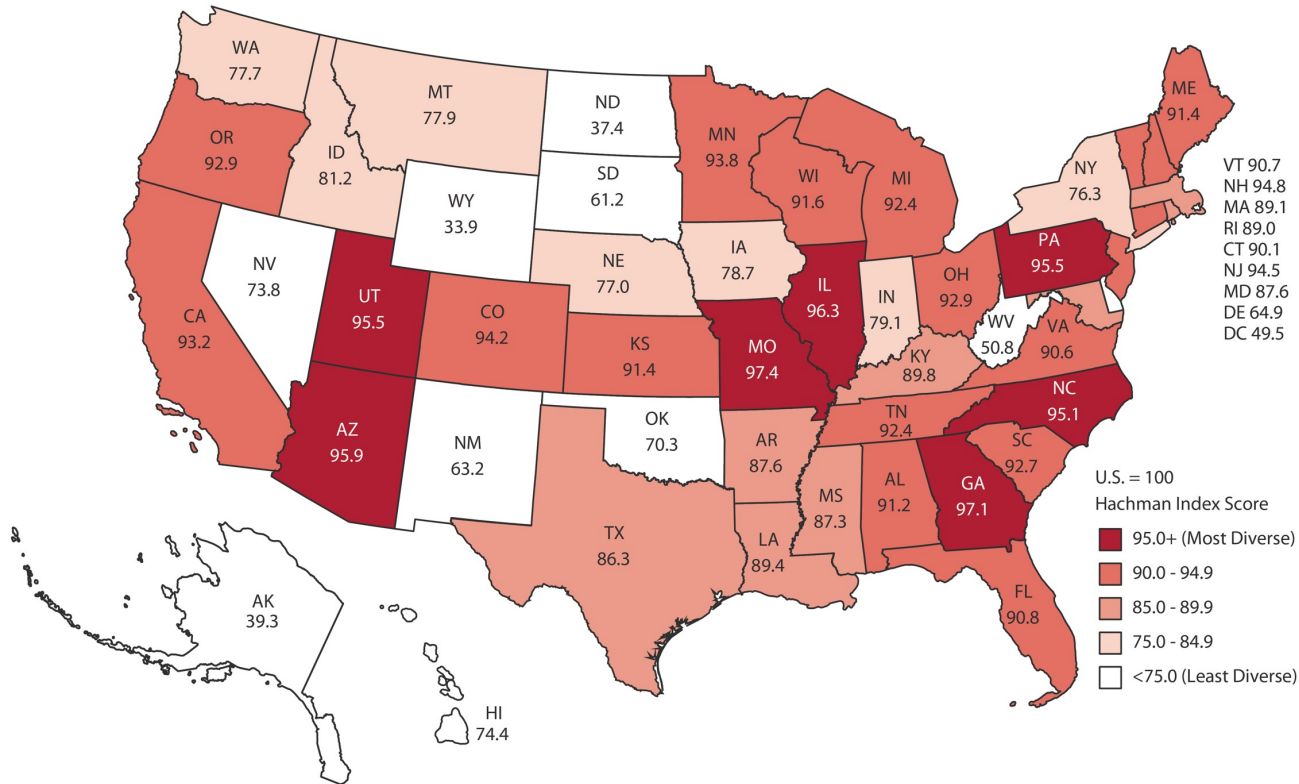 WA
77.7
MT
77.9
ND
37.4
MN
93.8
ME
91.4
OR
92.9
ID
81.2
SD
61.2
WI
91.6
MI
92.4
NY
76.3
WY
33.9
VT 90.7
NH 94.8
MA 89.1
RI 89.0
CT 90.1
NJ 94.5
MD 87.6
DE 64.9
DC 49.5
NV
73.8
UT
95.5
CO
94.2
NE
77.0
IA
78.7
IL
96.3
IN
79.1
OH
92.9
PA
95.5
CA
93.2
KS
91.4
MO
97.4
KY
89.8
WV
50.8
VA
90.6
AZ
95.9
NM
63.2
OK
70.3
AR
87.6
TN
92.4
NC
95.1
SC
92.7
TX
86.3
LA
89.4
MS
87.3
AL
91.2
GA
97.1
FL
90.8
AK
39.3
HI
74.4
U.S. = 100
Hachman Index Score
95.0+ (Most Diverse)
90.0 - 94.9
85.0 - 89.9
75.0 - 84.9
<75.0 (Least Diverse)